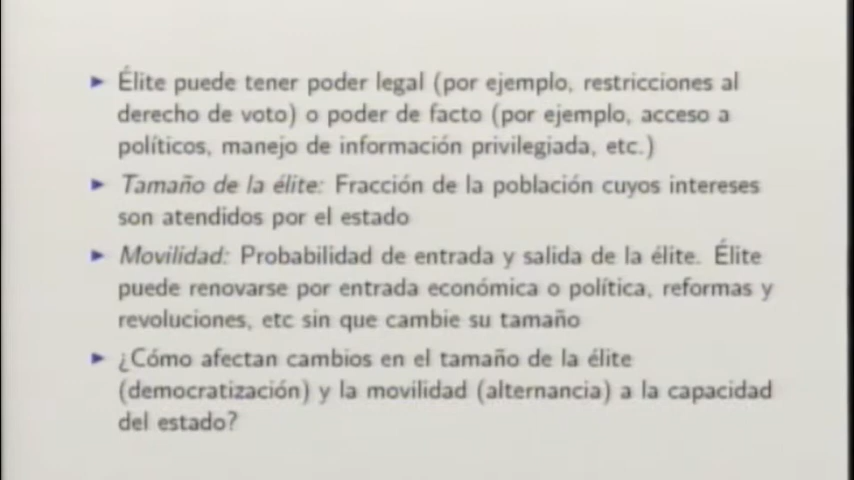 Élite puede tener poder legal (por ejemplo, restricciones al
derecho de voto) o poder de facto (por ejemplo, acceso a
políticos, manejo de información privilegiada, etc.)
Tamaño de la élite: Fracción de la población cuyos intereses
son atendidos por el estado
Movilidad: Probabilidad de entrada y salida de la élite. Élite
puede renovarse por entrada económica o política, reformas y
revoluciones, etc sin que cambie su tamaño
¿Cómo afectan cambios en el tamaño de la élite
(democratización) y la movilidad (alternancia) a la capacidad
del estado?